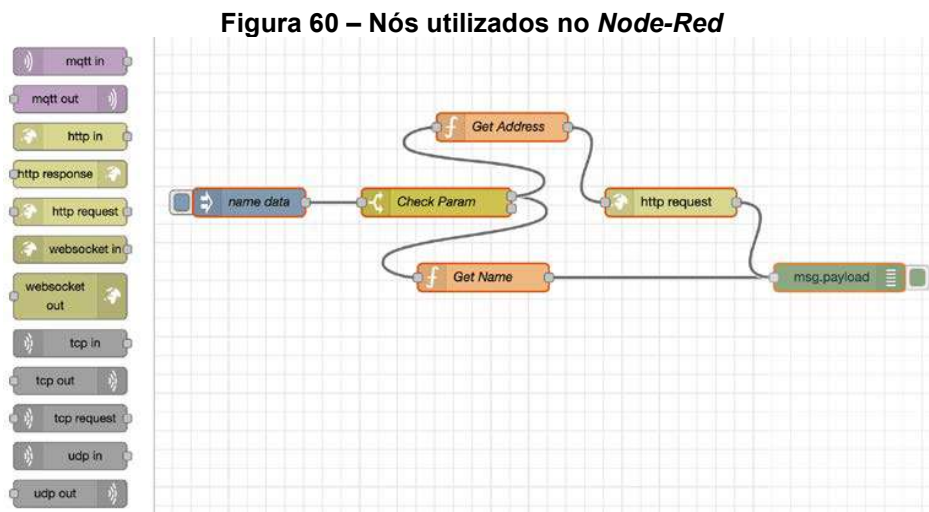 Figura 60 – Nós utilizados no Node-Red
mqtt in
mqtt out
http in
http response
http request
websocket in
websocket
out
tcp in
tcp out
tcp request
udp in
udp out
name data
Check Param
Get Address
Get Name
http request
msg.payload